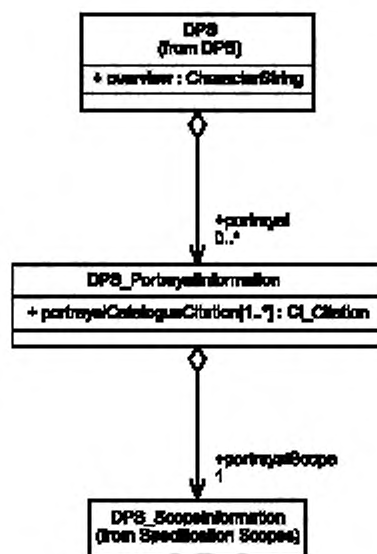 DPS
(from DPS)
+ overview : CharacterString
+portrayal
0..*
DPS_PortrayalInformation
+ portrayalCatalogueCitation[1..*] : CI_Citation
+portrayalScope
1
DPS_ScopeInformation
(from Specification Scopes)